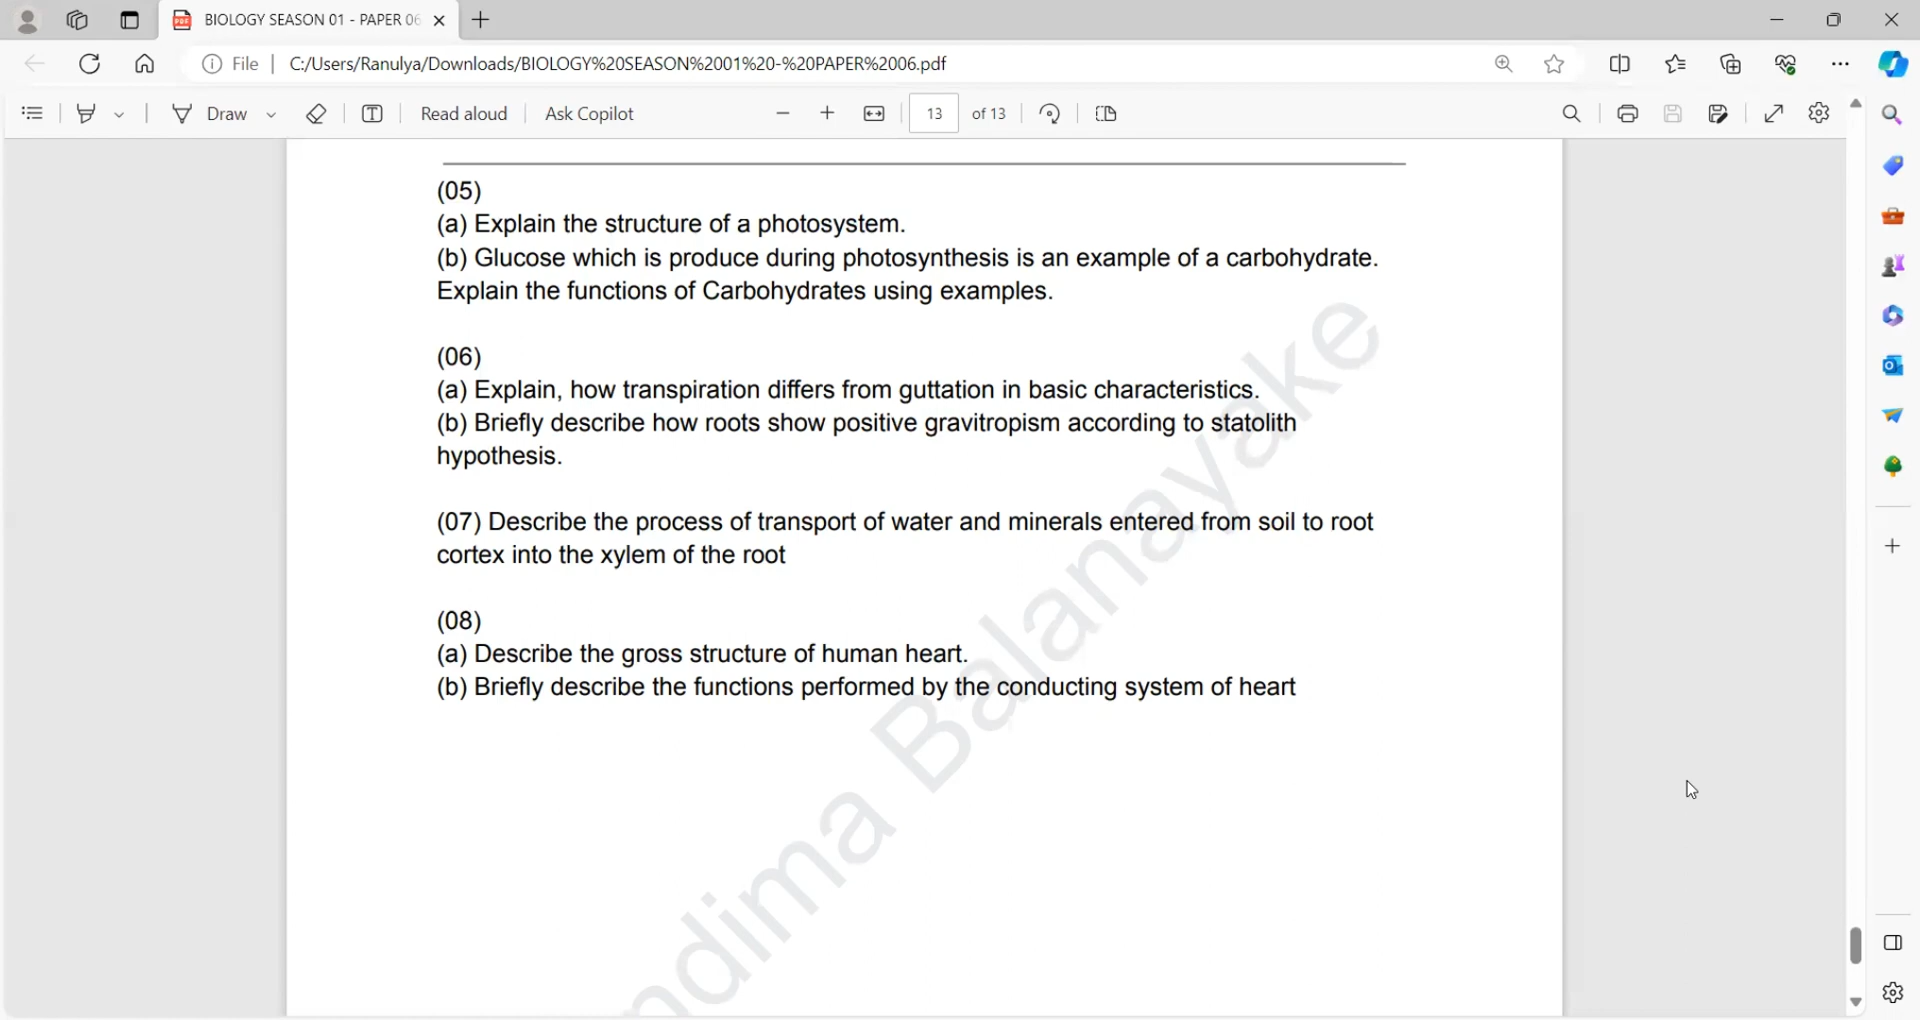 BIOLOGY SEASON 01 - PAPER 06
File
C:/Users/Ranulya/Downloads/BIOLOGY%20SEASON%2001%20-%20PAPER%2006.pdf
Draw
Read aloud
Ask Copilot
13 of 13
(05)
(a) Explain the structure of a photosystem.
(b) Glucose which is produce during photosynthesis is an example of a carbohydrate.
Explain the functions of Carbohydrates using examples.
(06)
(a) Explain, how transpiration differs from guttation in basic characteristics.
(b) Briefly describe how roots show positive gravitropism according to statolith
hypothesis.
(07) Describe the process of transport of water and minerals entered from soil to root
cortex into the xylem of the root
(08)
(a) Describe the gross structure of human heart.
(b) Briefly describe the functions performed by the conducting system of heart
ndima Balanayake